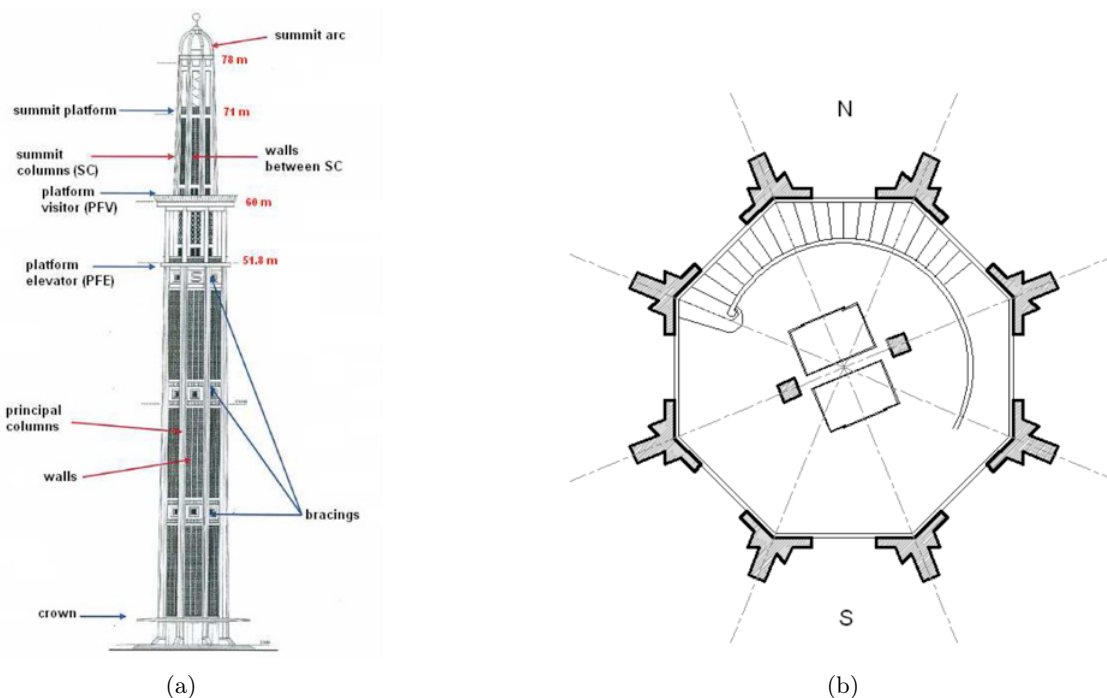 summit arc
78 m
summit platform
71 m
summit
columns (SC)
walls
between SC
platform
visitor (PFV)
60 m
platform
elevator (PFE)
51.8 m
S
principal
columns
walls
bracings
crown
(a)
N
S
(b)